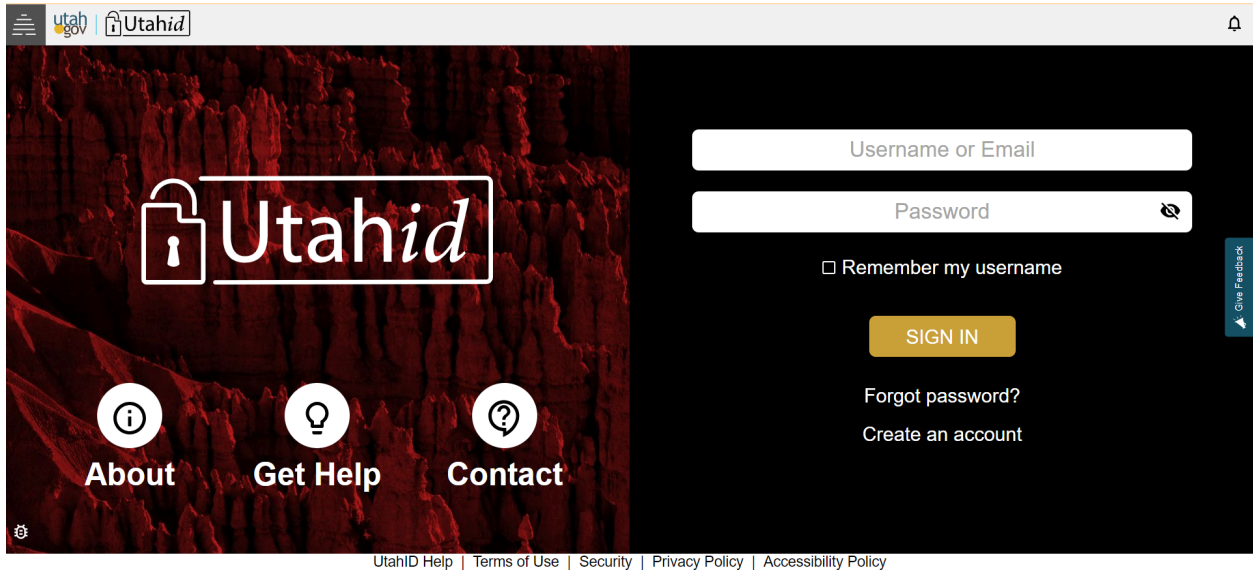 utah gov Utahid
Utahid
About
Get Help
Contact
Username or Email
Password
Remember my username
SIGN IN
Forgot password?
Create an account
Give Feedback
UtahID Help | Terms of Use | Security | Privacy Policy | Accessibility Policy